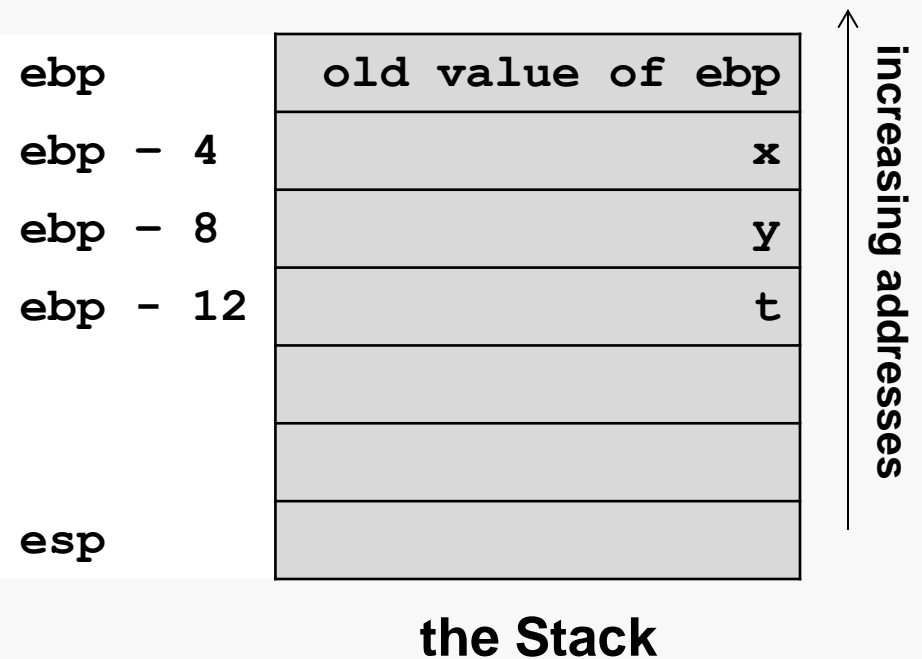 ebp old value of ebp
ebp – 4 x
ebp – 8 y
ebp - 12 t
esp
increasing addresses
the Stack